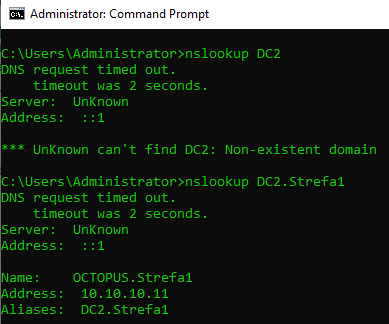 Administrator: Command Prompt
C:\Users\Administrator>nslookup DC2
DNS request timed out.
    timeout was 2 seconds.
Server:  UnKnown
Address:  ::1
*** UnKnown can't find DC2: Non-existent domain
C:\Users\Administrator>nslookup DC2.Strefa1
DNS request timed out.
    timeout was 2 seconds.
Server:  UnKnown
Address:  ::1
Name:    OCTOPUS.Strefa1
Address:  10.10.10.11
Aliases:  DC2.Strefa1